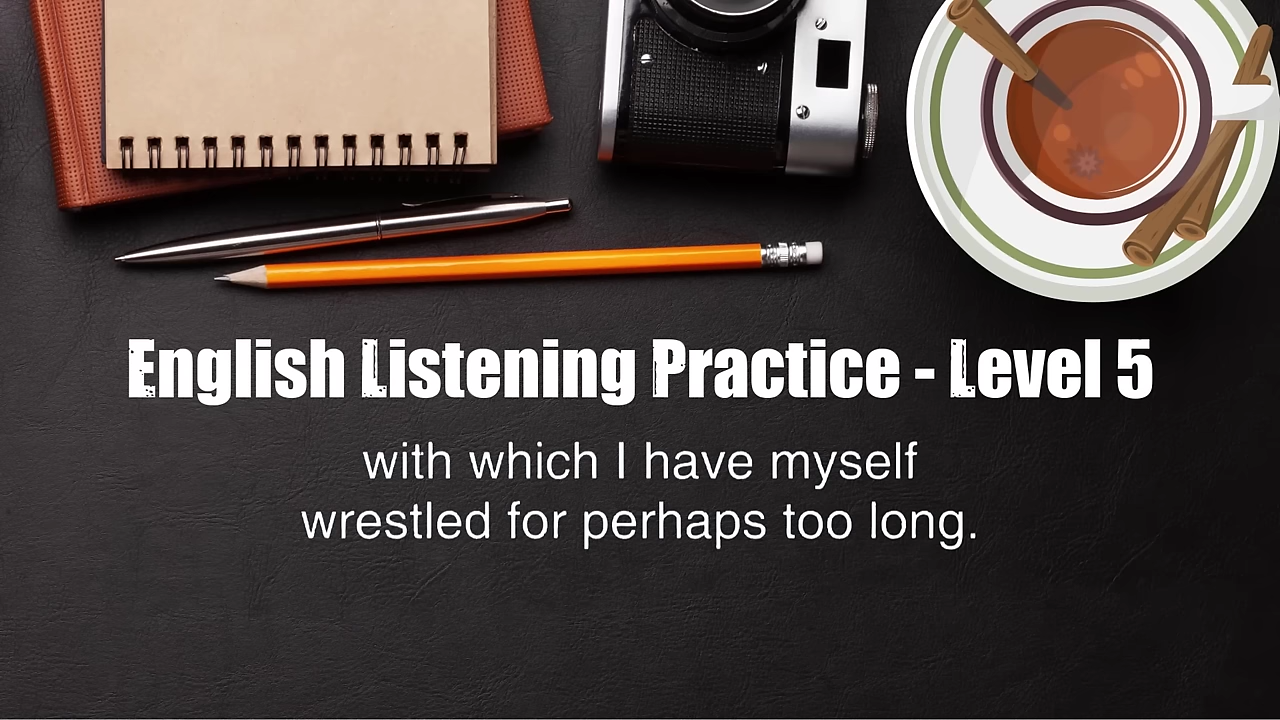 English Listening Practice - Level 5
with which I have myself
wrestled for perhaps too long.